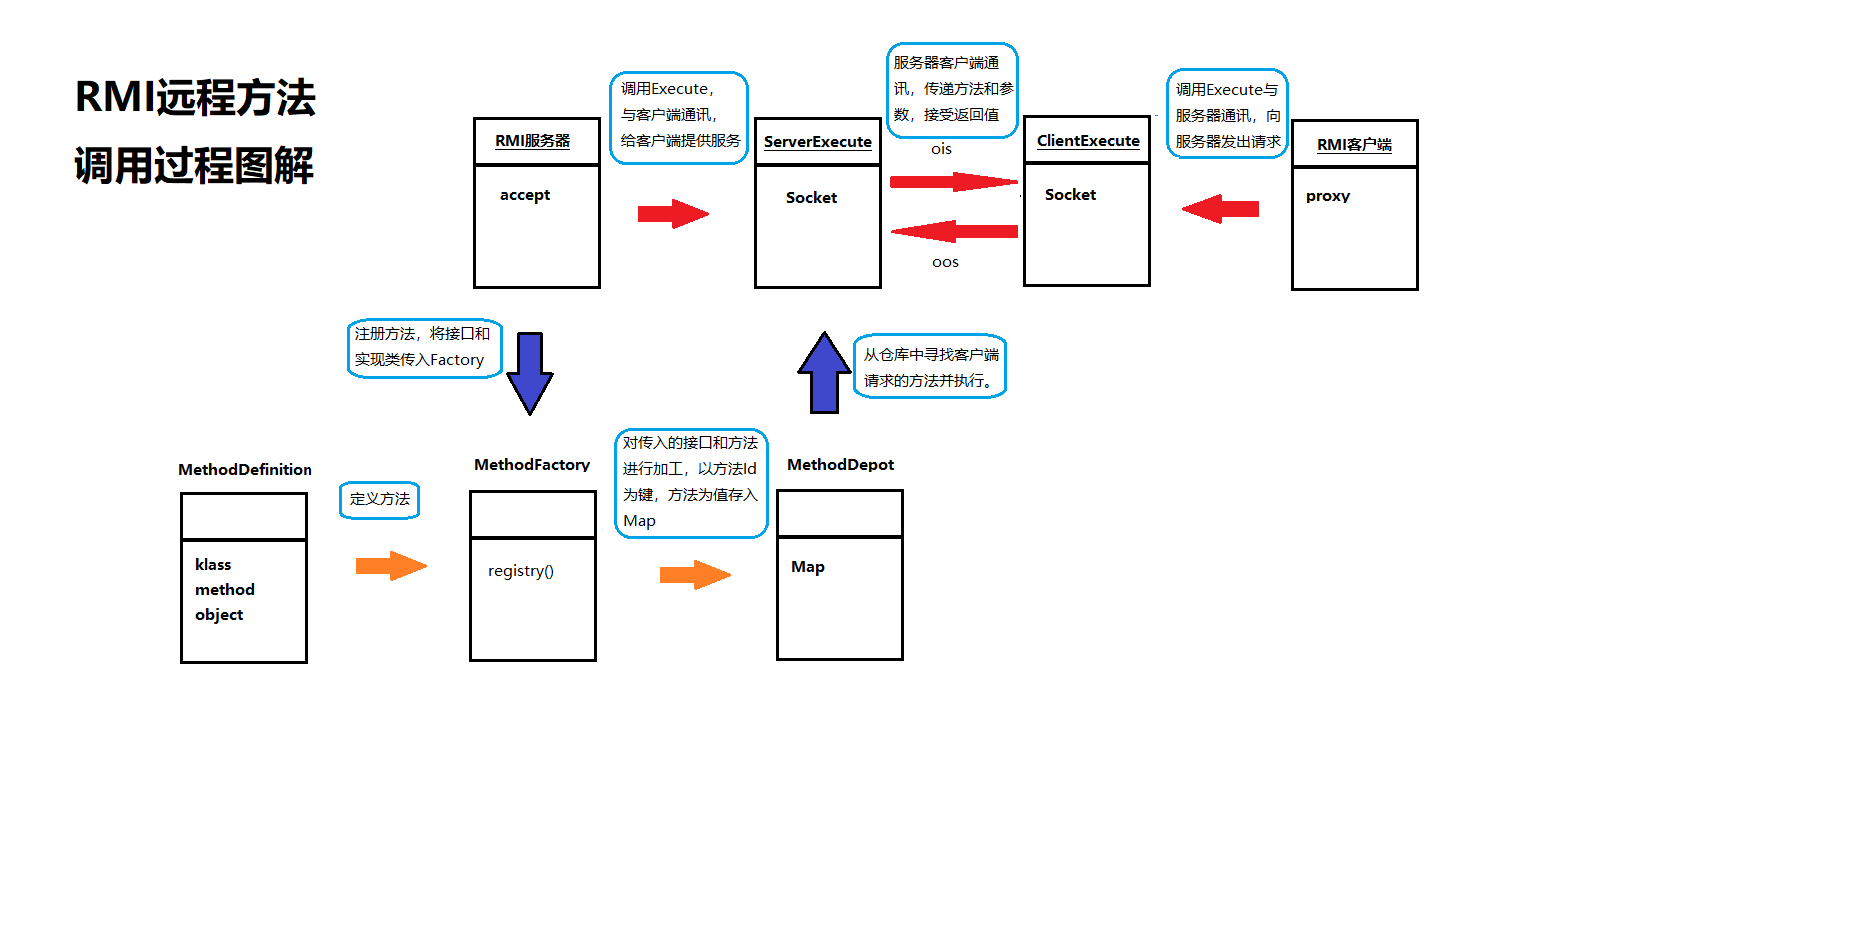 RMI远程方法
调用过程图解
RMI服务器
accept
调用Execute，
与客户端通讯，
给客户端提供服务
ServerExecute
Socket
服务器客户端通
讯，传递方法和参
数，接受返回值
ois
oos
ClientExecute
Socket
调用Execute与
服务器通讯，向
服务器发出请求
RMI客户端
proxy
注册方法，将接口和
实现类传入Factory
从仓库中寻找客户端
请求的方法并执行。
MethodDefinition
klass
method
object
定义方法
MethodFactory
registry()
对传入的接口和方法
进行加工，以方法Id
为键，方法为值存入
Map
MethodDepot
Map